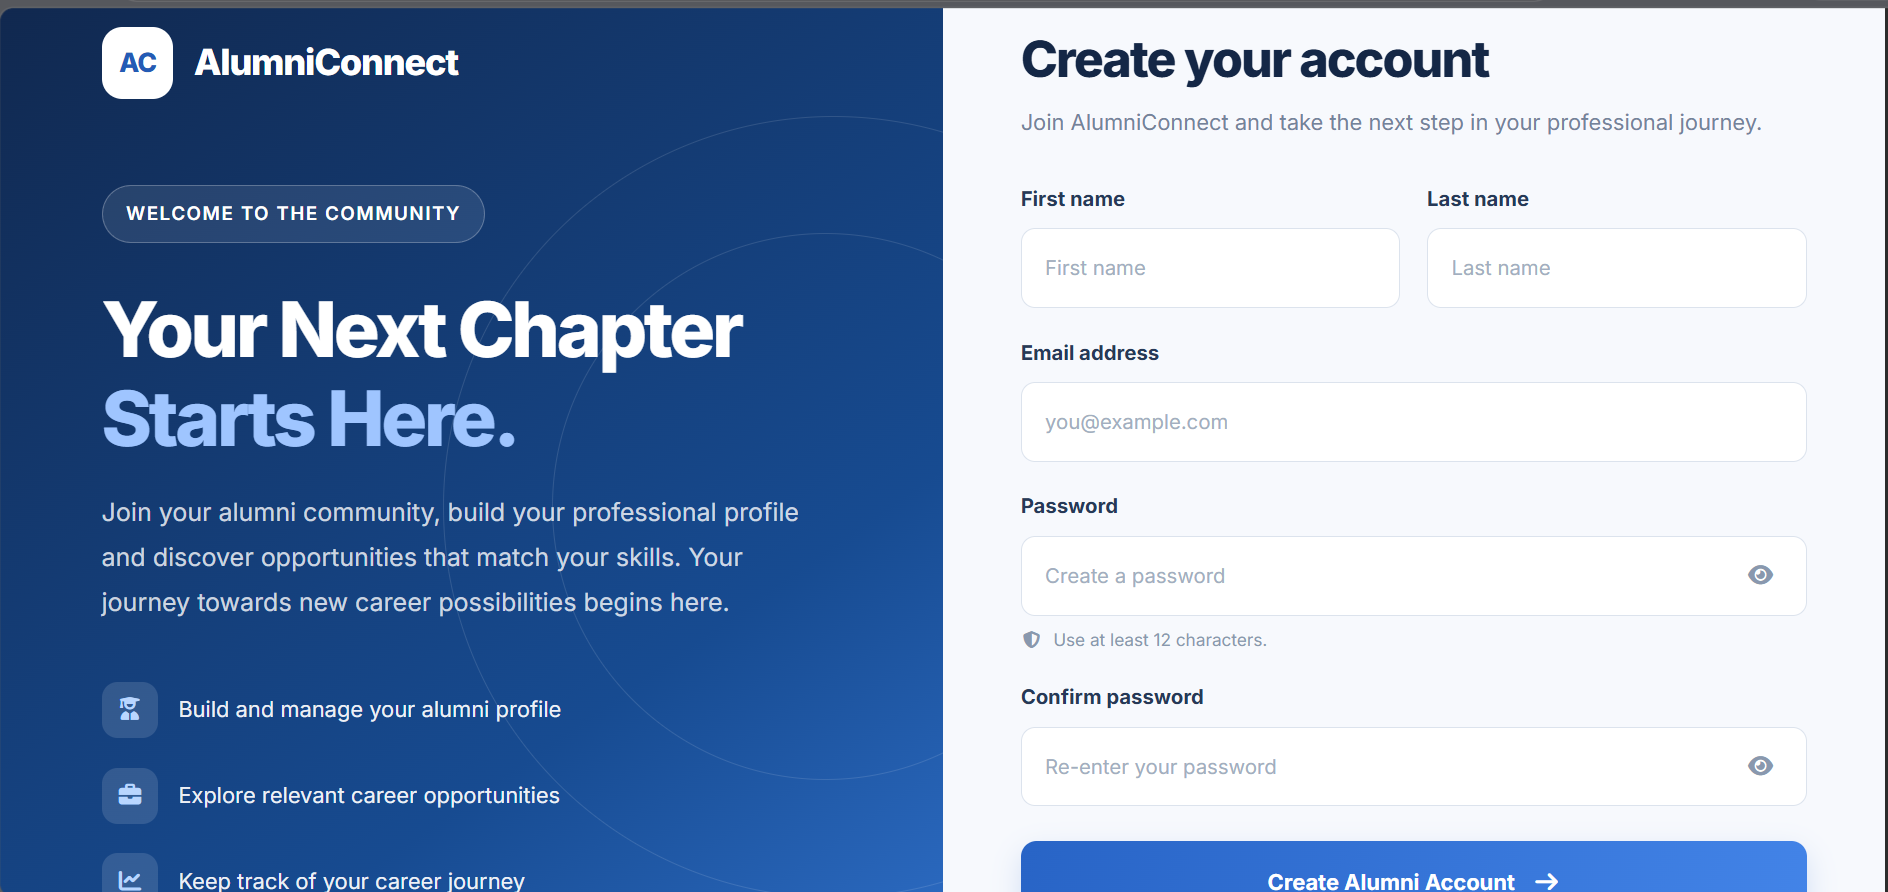 AC
AlumniConnect
WELCOME TO THE COMMUNITY
Your Next Chapter
Starts Here.
Join your alumni community, build your professional profile
and discover opportunities that match your skills. Your
journey towards new career possibilities begins here.
Build and manage your alumni profile
Explore relevant career opportunities
Keep track of your career journey
Create your account
Join AlumniConnect and take the next step in your professional journey.
First name
Last name
First name
Last name
Email address
you@example.com
Password
Create a password
Use at least 12 characters.
Confirm password
Re-enter your password
Create Alumni Account